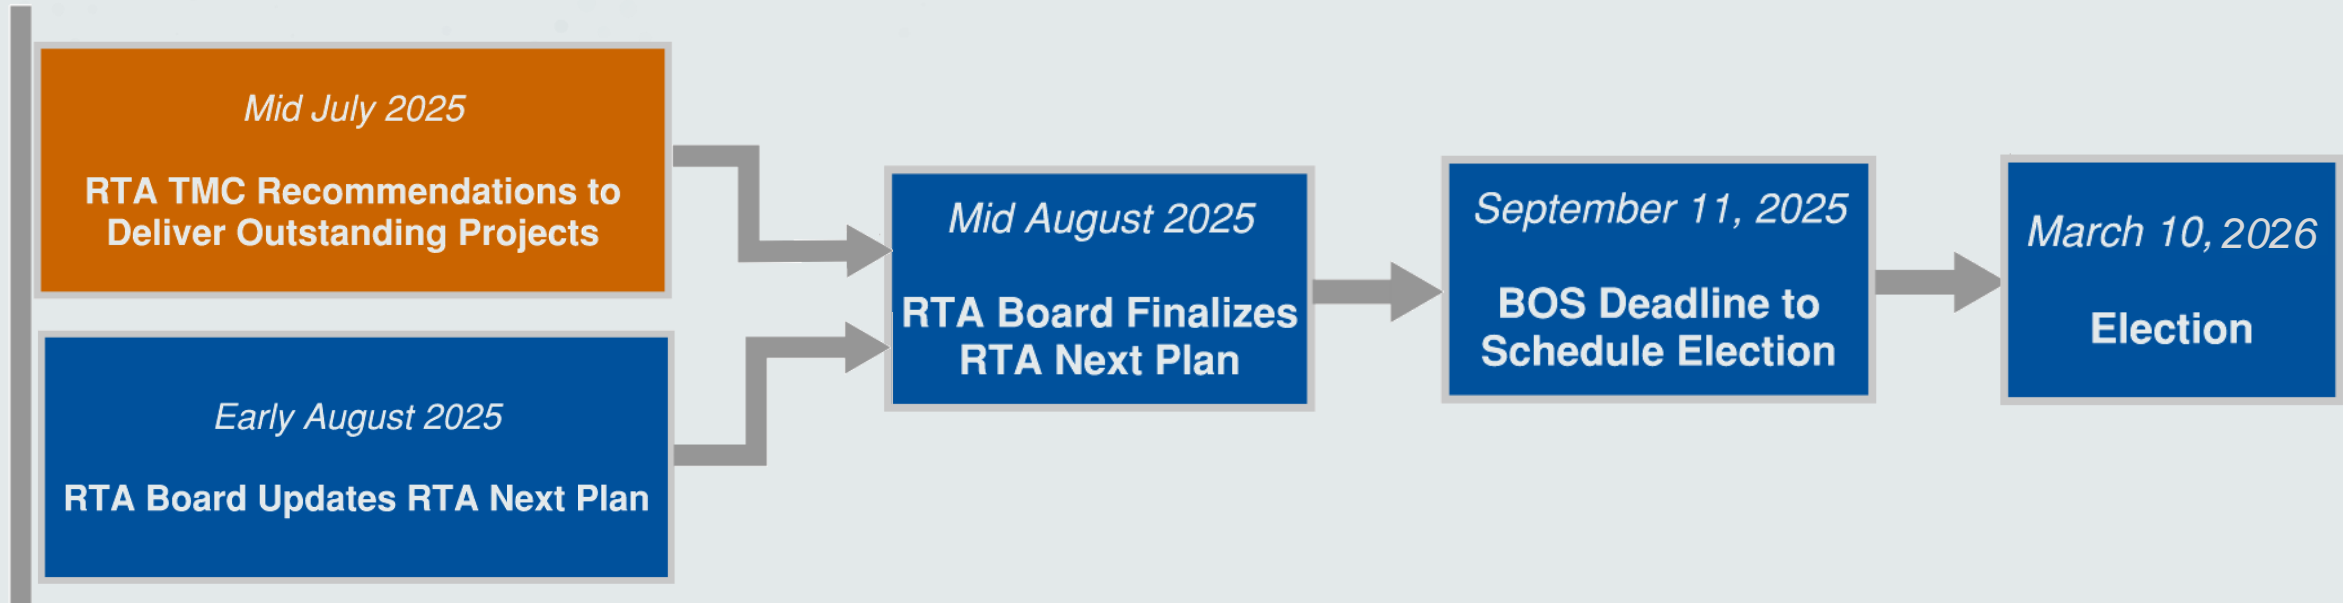 Mid July 2025
RTA TMC Recommendations to
Deliver Outstanding Projects
Early August 2025
RTA Board Updates RTA Next Plan
Mid August 2025
RTA Board Finalizes
RTA Next Plan
September 11, 2025
BOS Deadline to
Schedule Election
March 10, 2026
Election